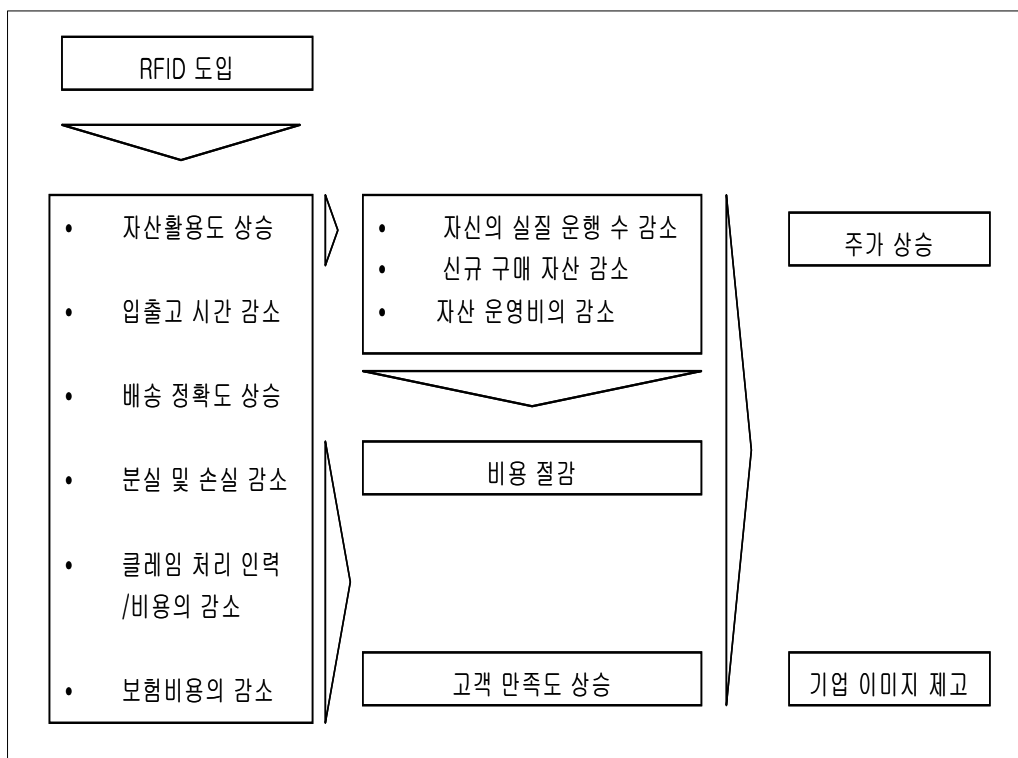 RFID 도입
• 자산활용도 상승
• 입출고 시간 감소
• 배송 정확도 상승
• 분실 및 손실 감소
• 클레임 처리 인력
/비용의 감소
• 보험비용의 감소
• 자신의 실질 운행 수 감소
• 신규 구매 자산 감소
• 자산 운영비의 감소
비용 절감
고객 만족도 상승
주가 상승
기업 이미지 제고